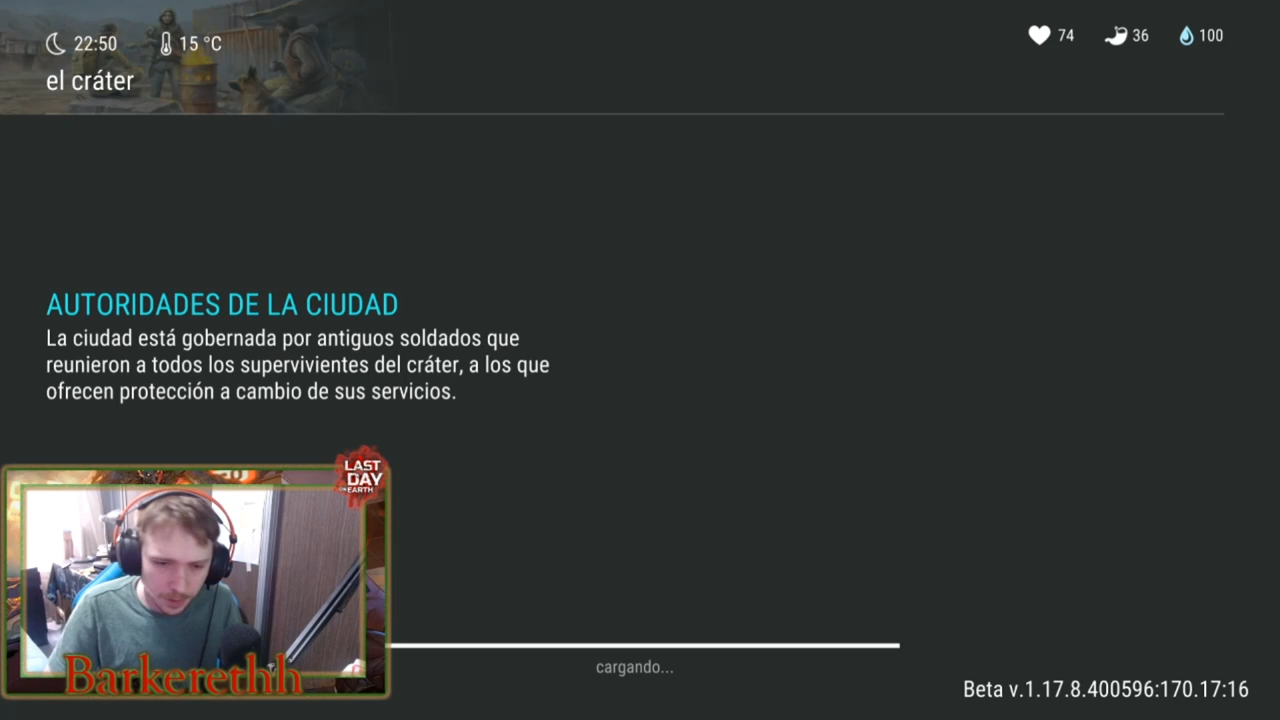 22:50 15 °C
74 36 100
el cráter
AUTORIDADES DE LA CIUDAD
La ciudad está gobernada por antiguos soldados que
reunieron a todos los supervivientes del cráter, a los que
ofrecen protección a cambio de sus servicios.
LAST
DAY
ON EARTH
Barkerethh
cargando...
Beta v.1.17.8.400596:170.17:16